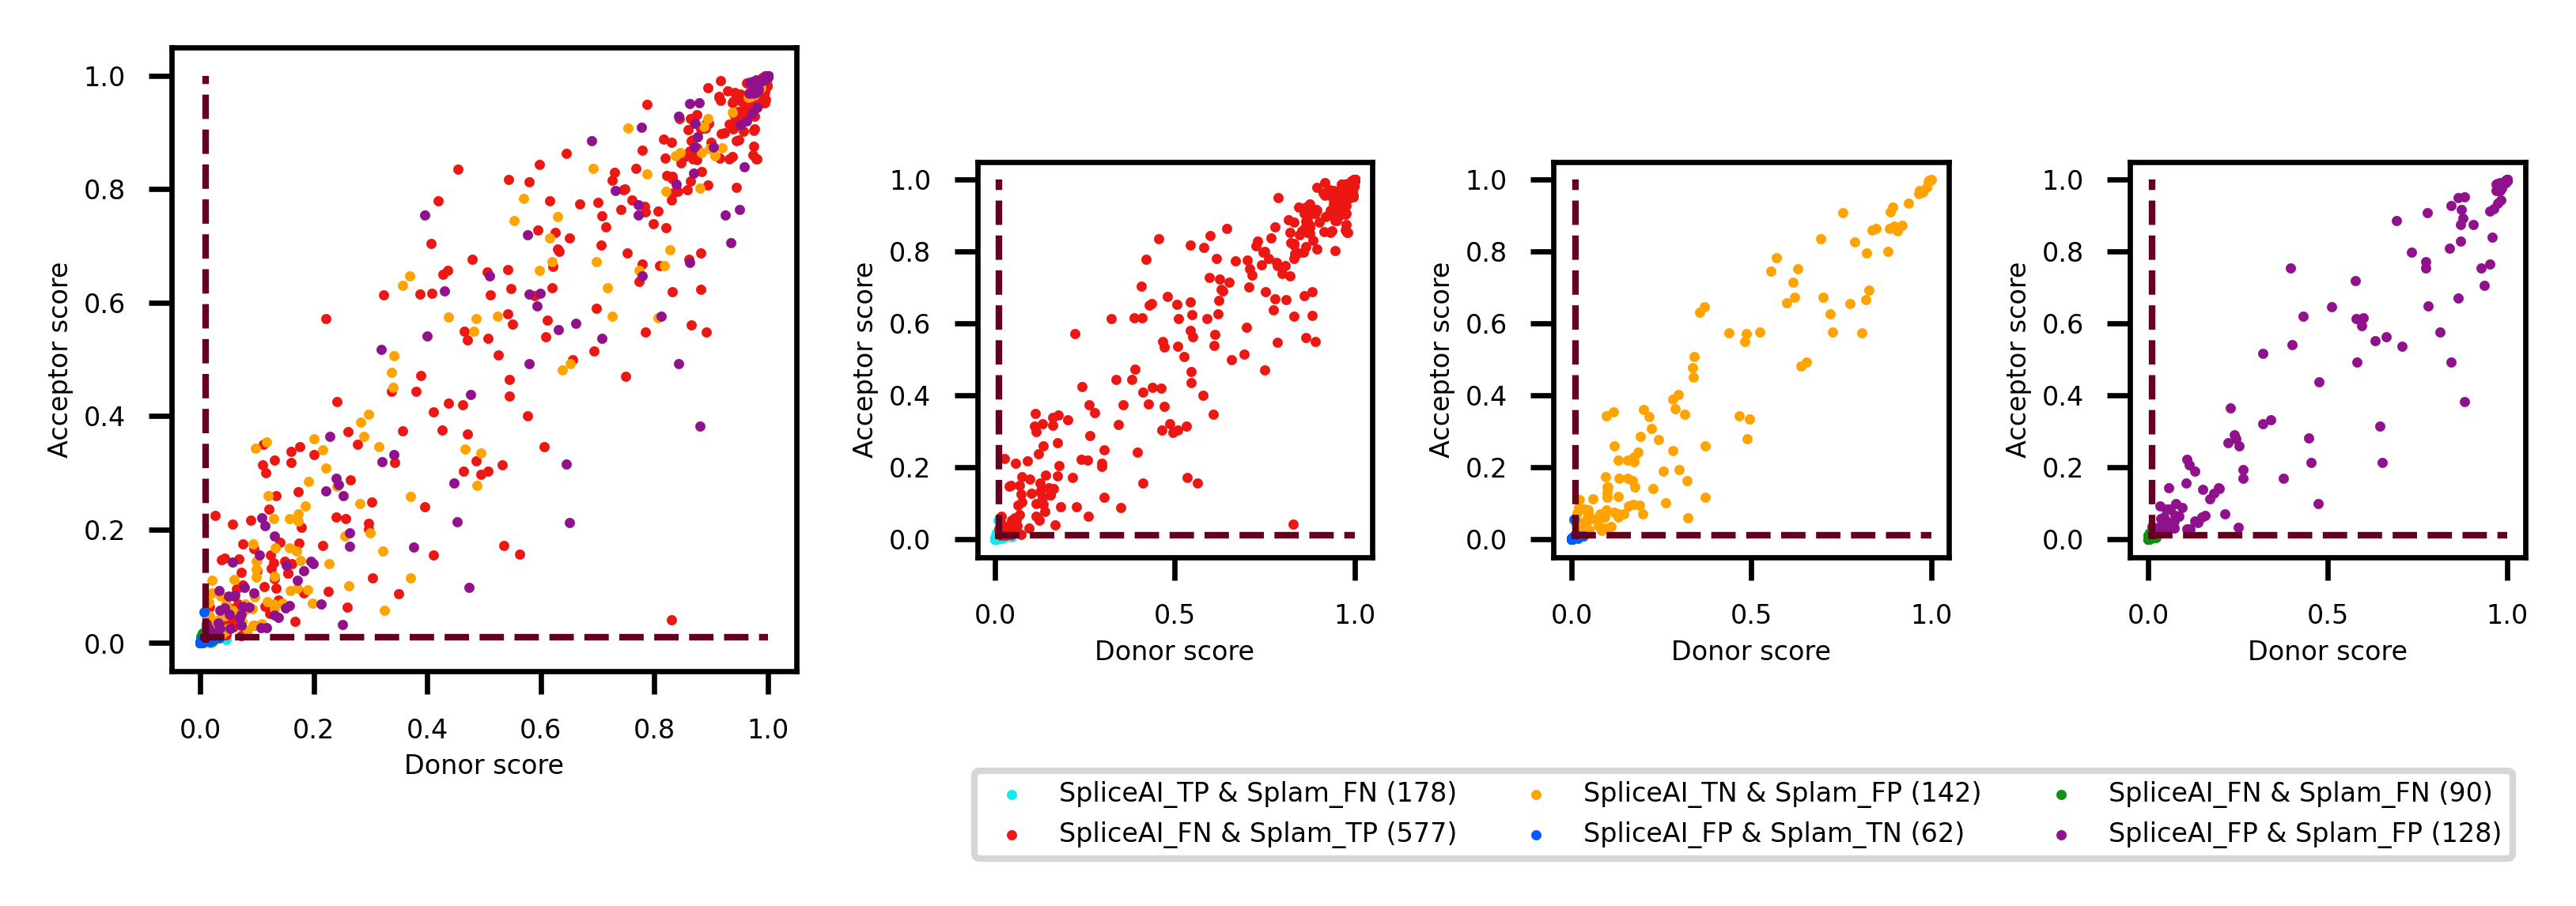 1.0
0.8
0.6
0.4
0.2
0.0
Acceptor score
0.0 0.2 0.4 0.6 0.8 1.0
Donor score
1.0
0.8
0.6
0.4
0.2
0.0
Acceptor score
0.0 0.5 1.0
Donor score
1.0
0.8
0.6
0.4
0.2
0.0
Acceptor score
0.0 0.5 1.0
Donor score
1.0
0.8
0.6
0.4
0.2
0.0
Acceptor score
0.0 0.5 1.0
Donor score
SpliceAI_TP & Splam_FN (178)
SpliceAI_FN & Splam_TP (577)
SpliceAI_TN & Splam_FP (142)
SpliceAI_FP & Splam_TN (62)
SpliceAI_FN & Splam_FN (90)
SpliceAI_FP & Splam_FP (128)